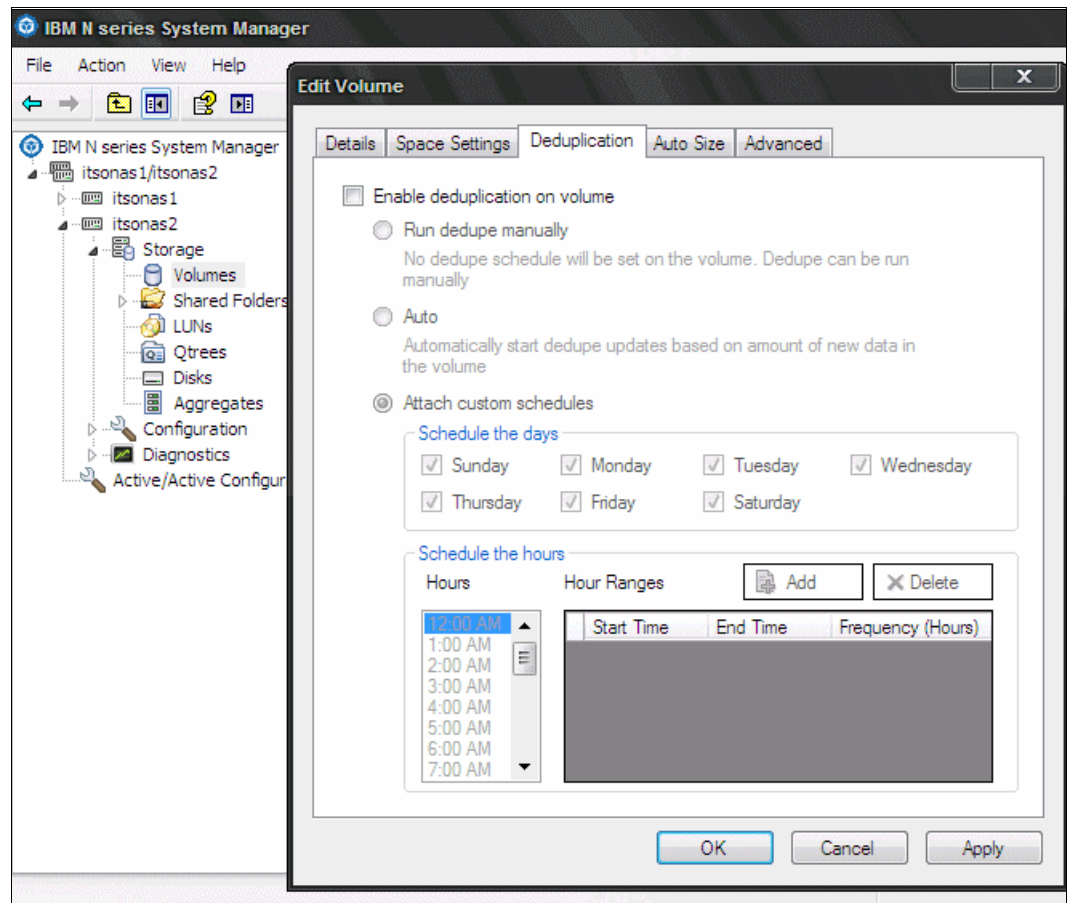 IBM N series System Manager
File Action View Help
IBM N series System Manager
itsonas1/itsonas2
itsonas1
itsonas2
Storage
Volumes
Shared Folders
LUNs
Qtrees
Disks
Aggregates
Configuration
Diagnostics
Active/Active Configur
Edit Volume
X
Details Space Settings Deduplication Auto Size Advanced
Enable deduplication on volume
Run dedupe manually
No dedupe schedule will be set on the volume. Dedupe can be run
manually
Auto
Automatically start dedupe updates based on amount of new data in
the volume
Attach custom schedules
Schedule the days
Sunday Monday Tuesday Wednesday
Thursday Friday Saturday
Schedule the hours
Hours Hour Ranges Add Delete
12:00 AM
1:00 AM
2:00 AM
3:00 AM
4:00 AM
5:00 AM
6:00 AM
7:00 AM
Start Time End Time Frequency (Hours)
OK Cancel Apply